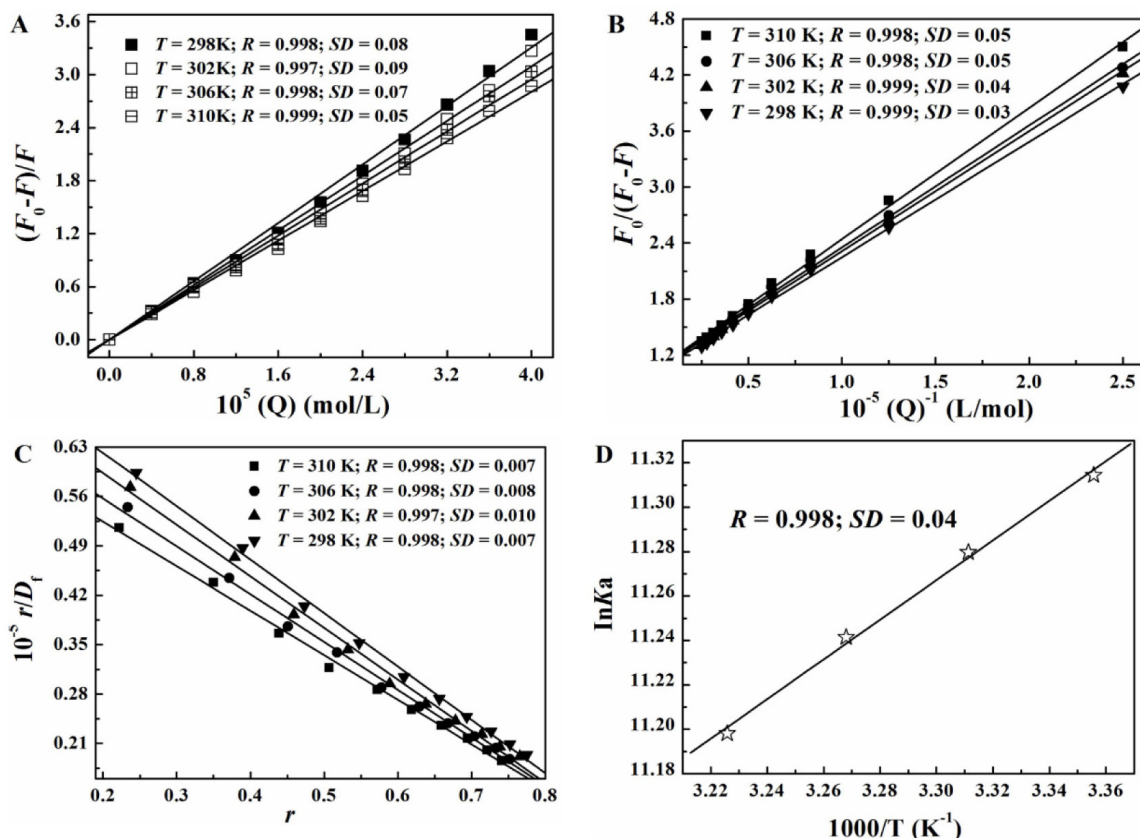 A
T = 298K; R = 0.998; SD = 0.08
T = 302K; R = 0.997; SD = 0.09
T = 306K; R = 0.998; SD = 0.07
T = 310K; R = 0.999; SD = 0.05
3.6
3.0
2.4
1.8
1.2
0.6
0.0
(F₀-F)/F
0.0 0.8 1.6 2.4 3.2 4.0
10⁵ (Q) (mol/L)
B
T = 310 K; R = 0.998; SD = 0.05
T = 306 K; R = 0.998; SD = 0.05
T = 302 K; R = 0.999; SD = 0.04
T = 298 K; R = 0.999; SD = 0.03
4.8
4.2
3.6
3.0
2.4
1.8
1.2
F₀/(F₀-F)
0.5 1.0 1.5 2.0 2.5
10⁻⁵ (Q)⁻¹ (L/mol)
C
T = 310 K; R = 0.998; SD = 0.007
T = 306 K; R = 0.998; SD = 0.008
T = 302 K; R = 0.997; SD = 0.010
T = 298 K; R = 0.998; SD = 0.007
0.63
0.56
0.49
0.42
0.35
0.28
0.21
10⁻⁵ r/D_f
0.2 0.3 0.4 0.5 0.6 0.7 0.8
r
D
R = 0.998; SD = 0.04
11.32
11.30
11.28
11.26
11.24
11.22
11.20
11.18
InKa
3.22 3.24 3.26 3.28 3.30 3.32 3.34 3.36
1000/T (K⁻¹)